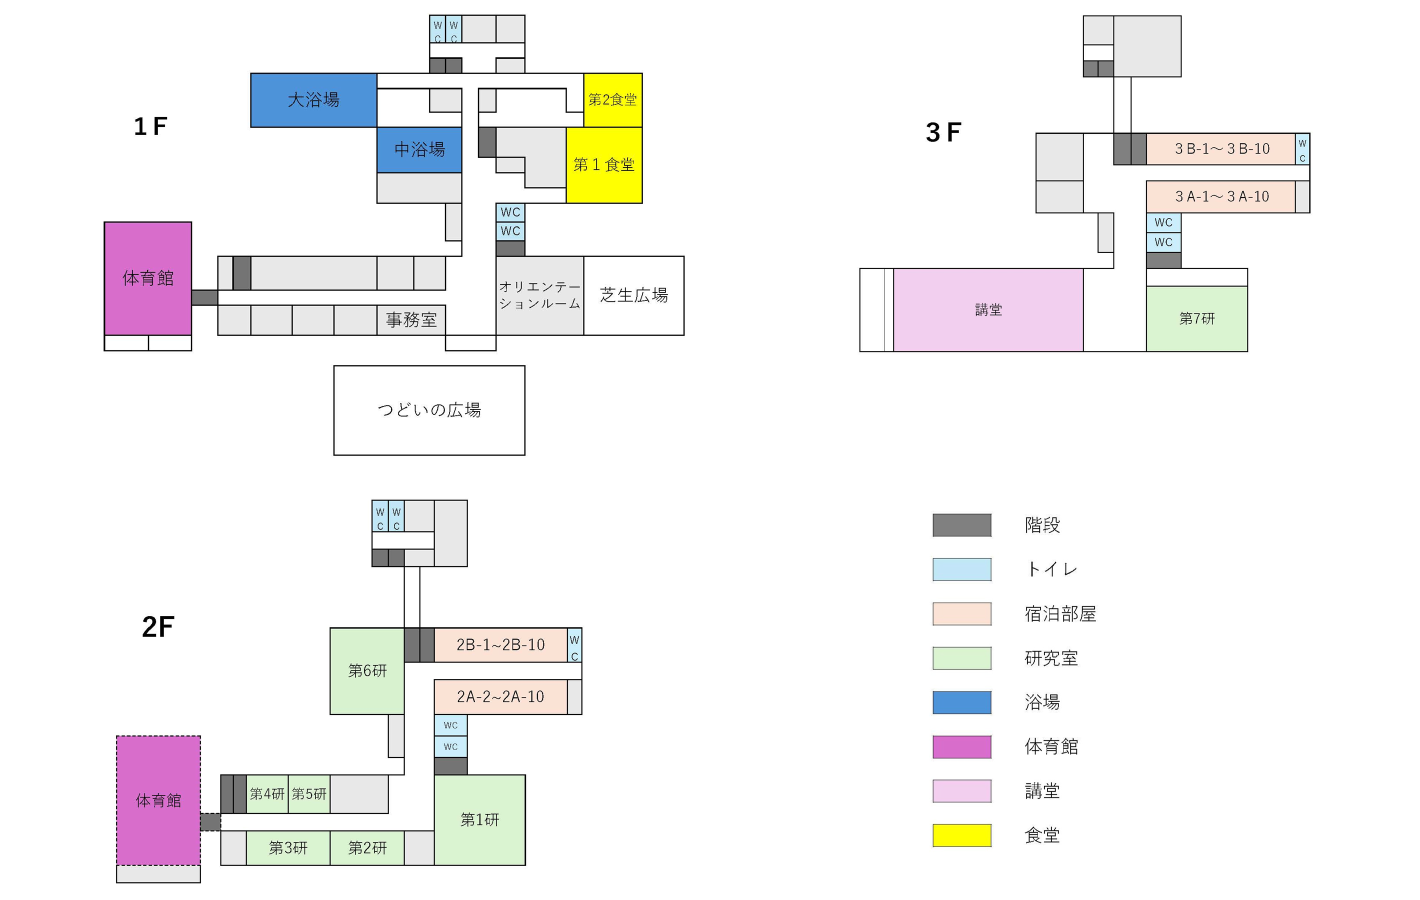 1F
WC
WC
大浴場
第2食堂
中浴場
第1食堂
WC
WC
体育館
オリエンテー
ションルーム
芝生広場
事務室
つどいの広場
3F
3B-1～3B-10
WC
3A-1～3A-10
WC
WC
講堂
第7研
2F
WC
WC
第6研
2B-1~2B-10
WC
2A-2~2A-10
WC
WC
体育館
第4研
第5研
第1研
第3研
第2研
階段
トイレ
宿泊部屋
研究室
浴場
体育館
講堂
食堂